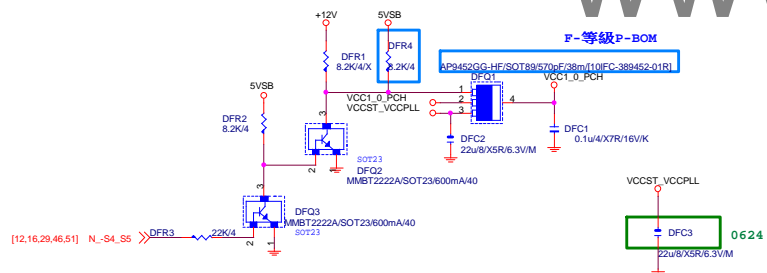 +12V
5VSB
F-等級P-BOM
DFR1
8.2K/4/X
DFR4
8.2K/4
AP9452GG-HF/SOT89/570pF/38m/[10IFC-389452-01R]
DFQ1
VCC1_0_PCH
5VSB
1
2
3
4
VCC1_0_PCH
VCCST_VCCPLL
DFR2
8.2K/4
3
DFC2
22u/8/X5R/6.3V/M
DFC1
0.1u/4/X7R/16V/K
SOT23
2
1
DFQ2
MMBT2222A/SOT23/600mA/40
VCCST_VCCPLL
3
DFQ3
MMBT2222A/SOT23/600mA/40
SOT23
[12,16,29,46,51] N_-S4_S5
DFR3
22K/4
2
1
DFC3
0624
22u/8/X5R/6.3V/M